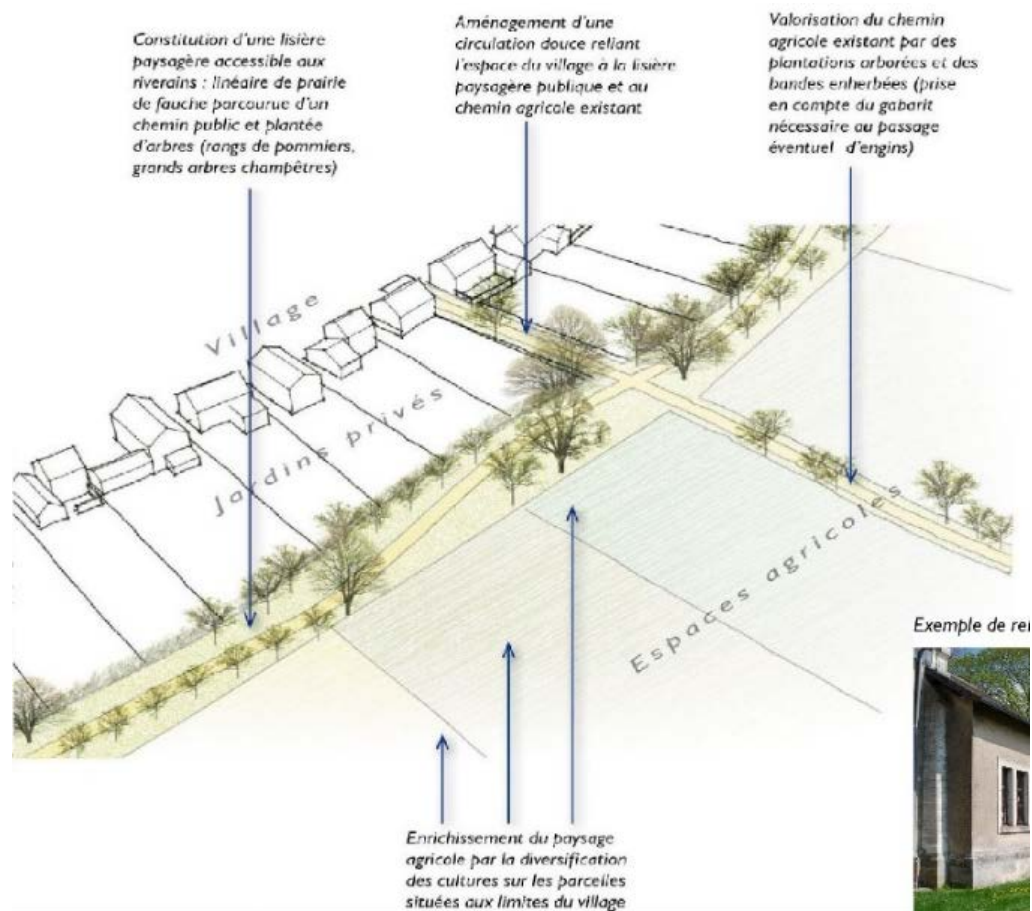 Constitution d'une lisière
paysagère accessible aux
riverains : linéaire de prairie
de fauche parcourue d'un
chemin public et plantée
d'arbres (rangs de pommiers,
grands arbres champêtres)
Aménagement d'une
circulation douce reliant
l'espace du village à la lisière
paysagère publique et au
chemin agricole existant
Valorisation du chemin
agricole existant par des
plantations arborées et des
bandes enherbées (prise
en compte du gabarit
nécessaire au passage
éventuel d'engins)
Village
Jardins privés
Espaces agricoles
Exemple de
Enrichissement du paysage
agricole par la diversification
des cultures sur les parcelles
situées aux limites du village